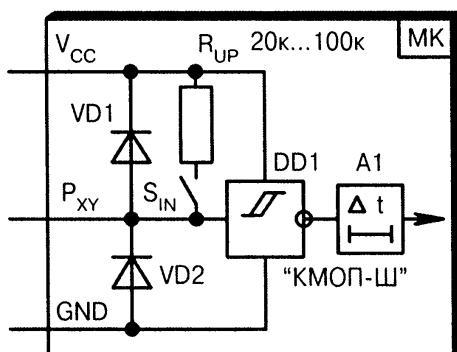 V_CC R_UP 20к...100к МК
VD1
DD1 A1
P_XY S_IN
Δ t
VD2 "КМОП-Ш"
GND